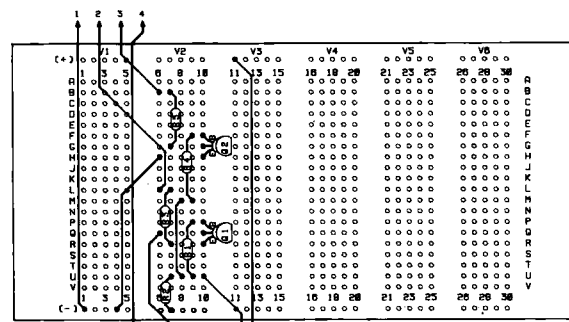 1 2 3 4
V1 V2 V3 V4 V5 V6
(+)
1 3 5 6 8 10 11 13 15 16 18 20 21 23 25 26 28 30
A A
B B
C C
D D
E E
F F
G Q2 G
H H
J J
K K
L L
M M
N N
P P
Q Q1 Q
R R1 R
S S
T T
U R2 U
V V
1 3 5 6 8 10 11 13 15 16 18 20 21 23 25 26 28 30
(-)